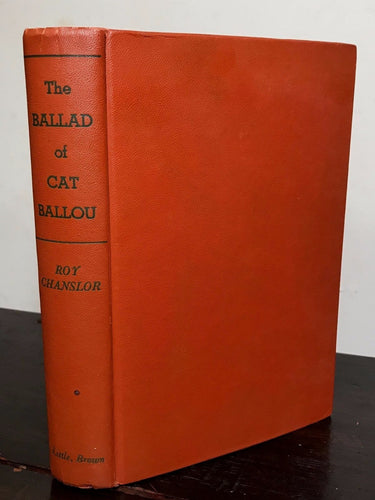 The
BALLAD
of
CAT
BALLOU
ROY
CHANSLOR
Little, Brown